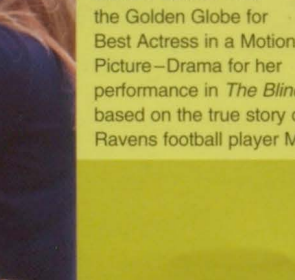 the Golden Globe for
Best Actress in a Motion
Picture–Drama for her
performance in The Blin
based on the true story
Ravens football player M